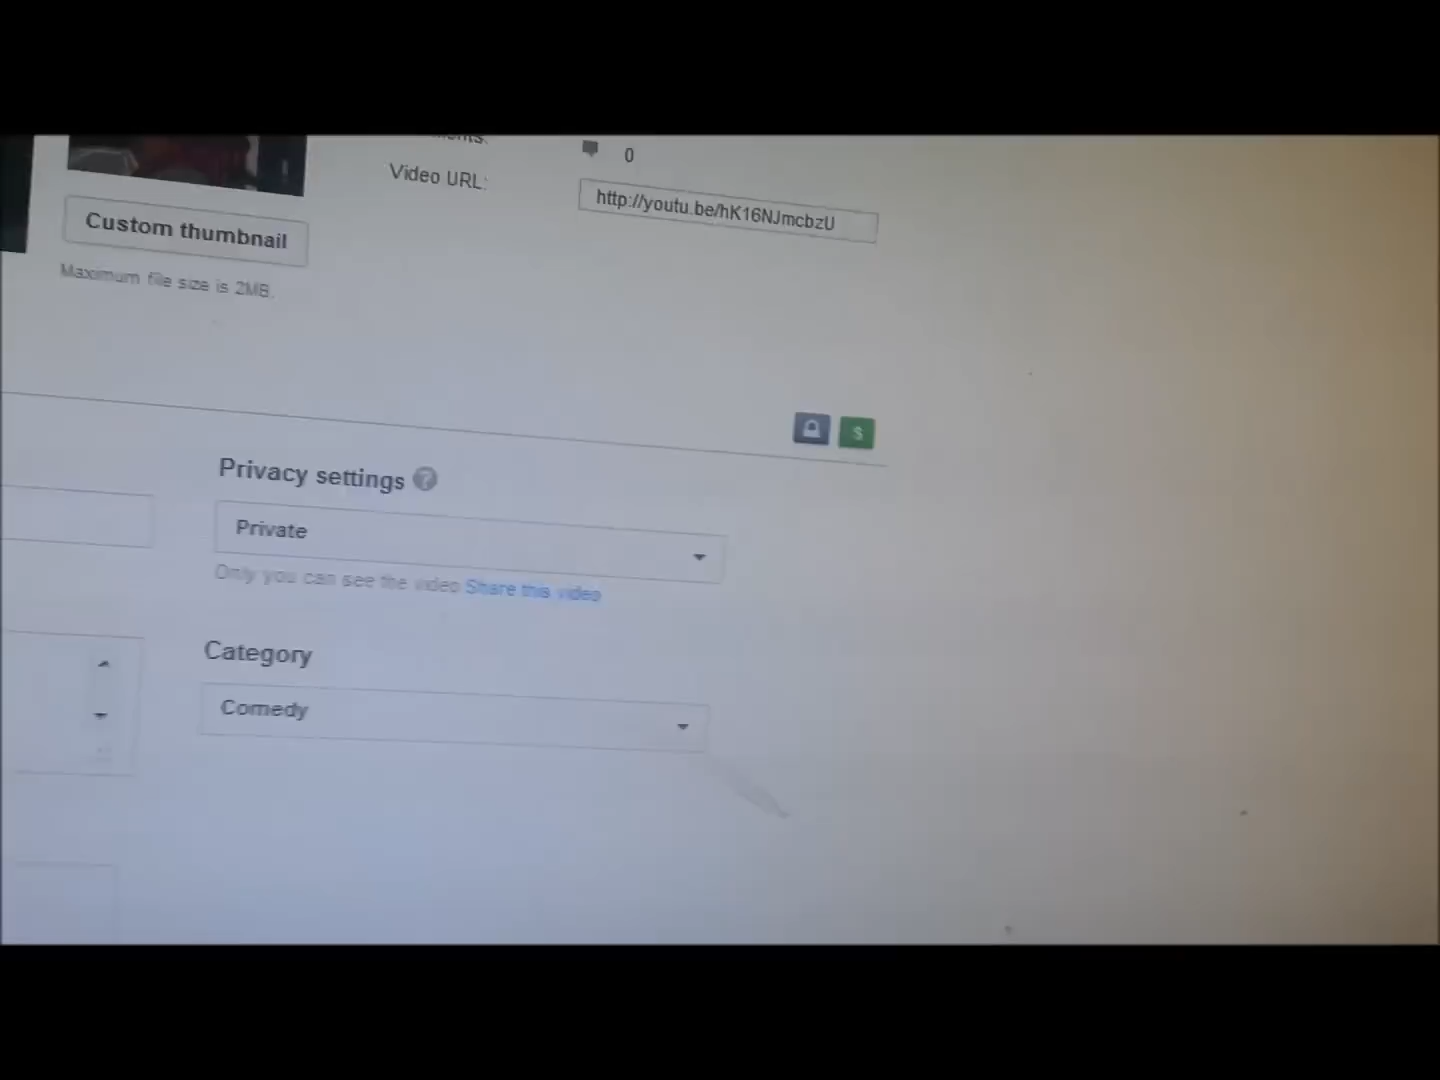 0
Video URL:
http://youtu.be/hK16NJmcbzU
Custom thumbnail
Maximum file size is 2MB.
$
Privacy settings ?
Private
Only you can see the video Share this video
Category
Comedy